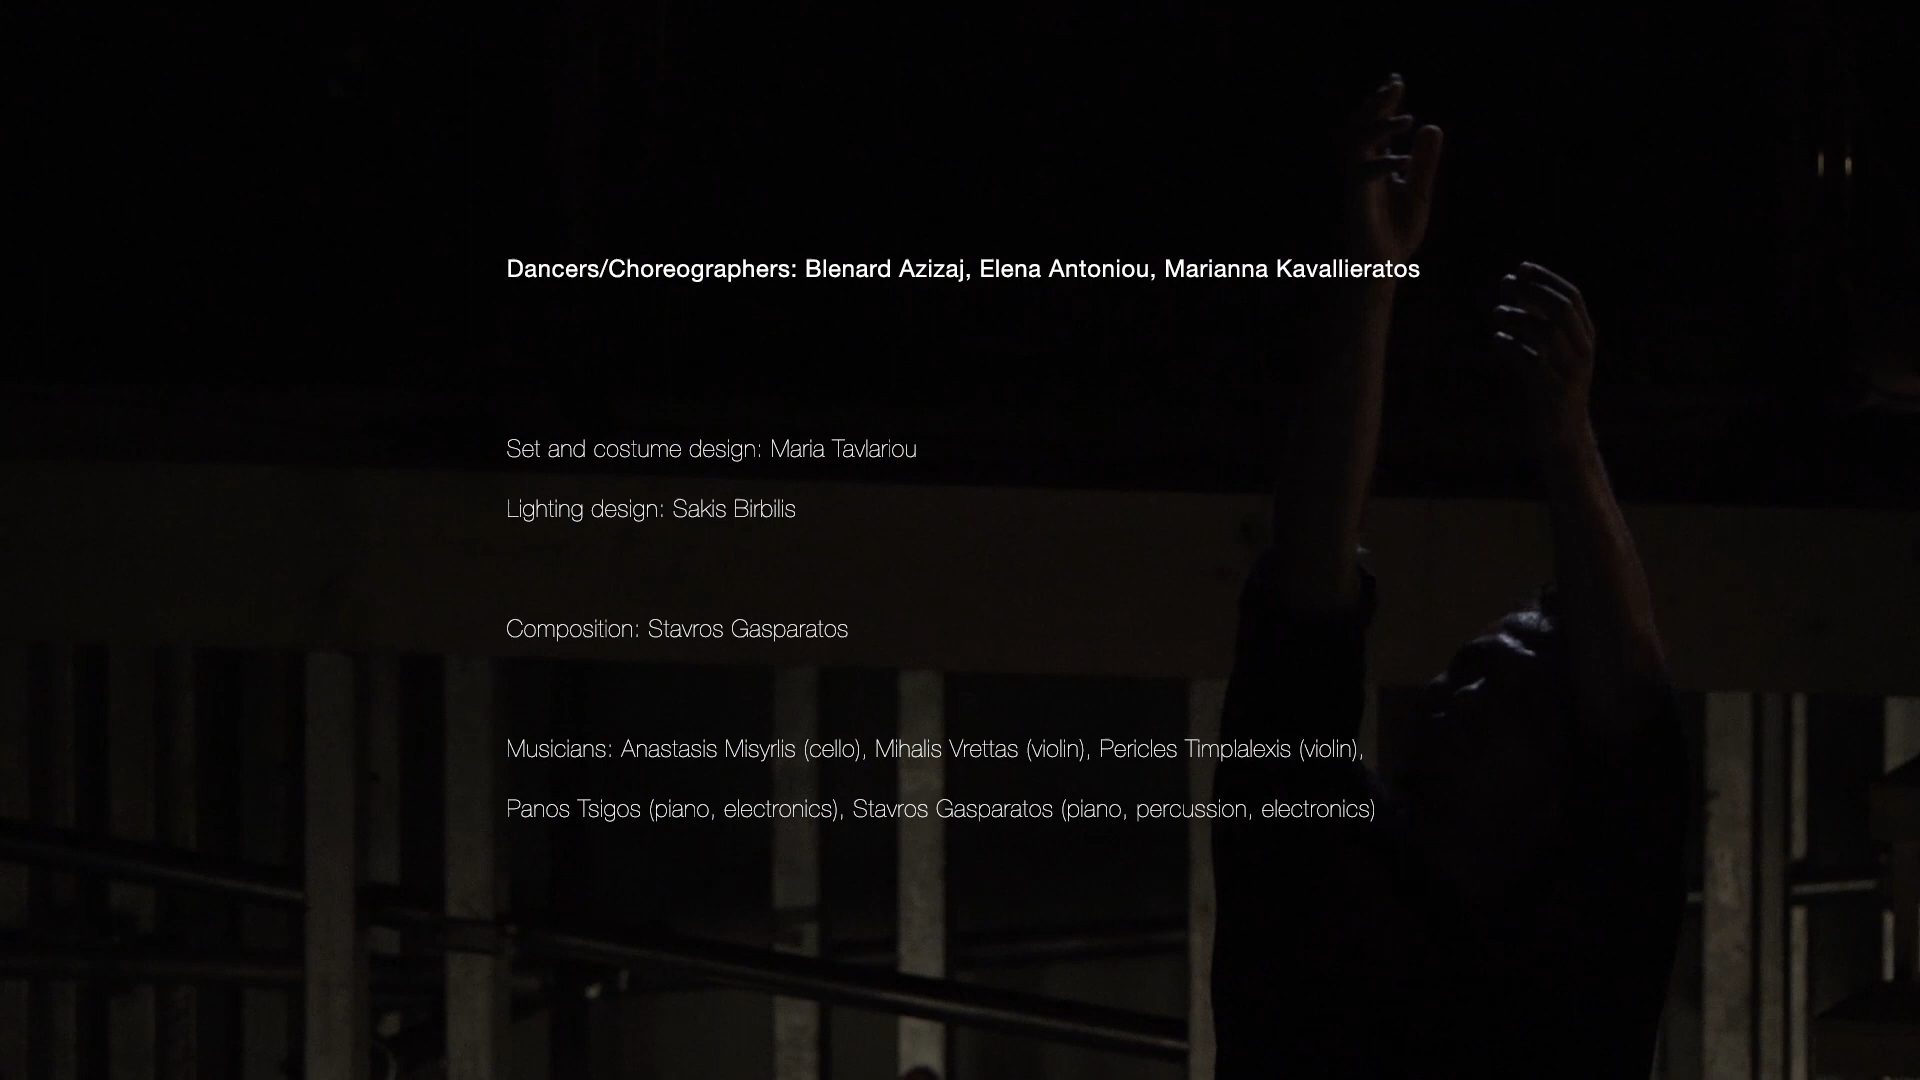 Dancers/Choreographers: Blenard Azizaj, Elena Antoniou, Marianna Kavallieratos
Set and costume design: Maria Tavlariou
Lighting design: Sakis Birbilis
Composition: Stavros Gasparatos
Musicians: Anastasis Misyrlis (cello), Mihalis Vrettas (violin), Pericles Timplalexis (violin),
Panos Tsigos (piano, electronics), Stavros Gasparatos (piano, percussion, electronics)